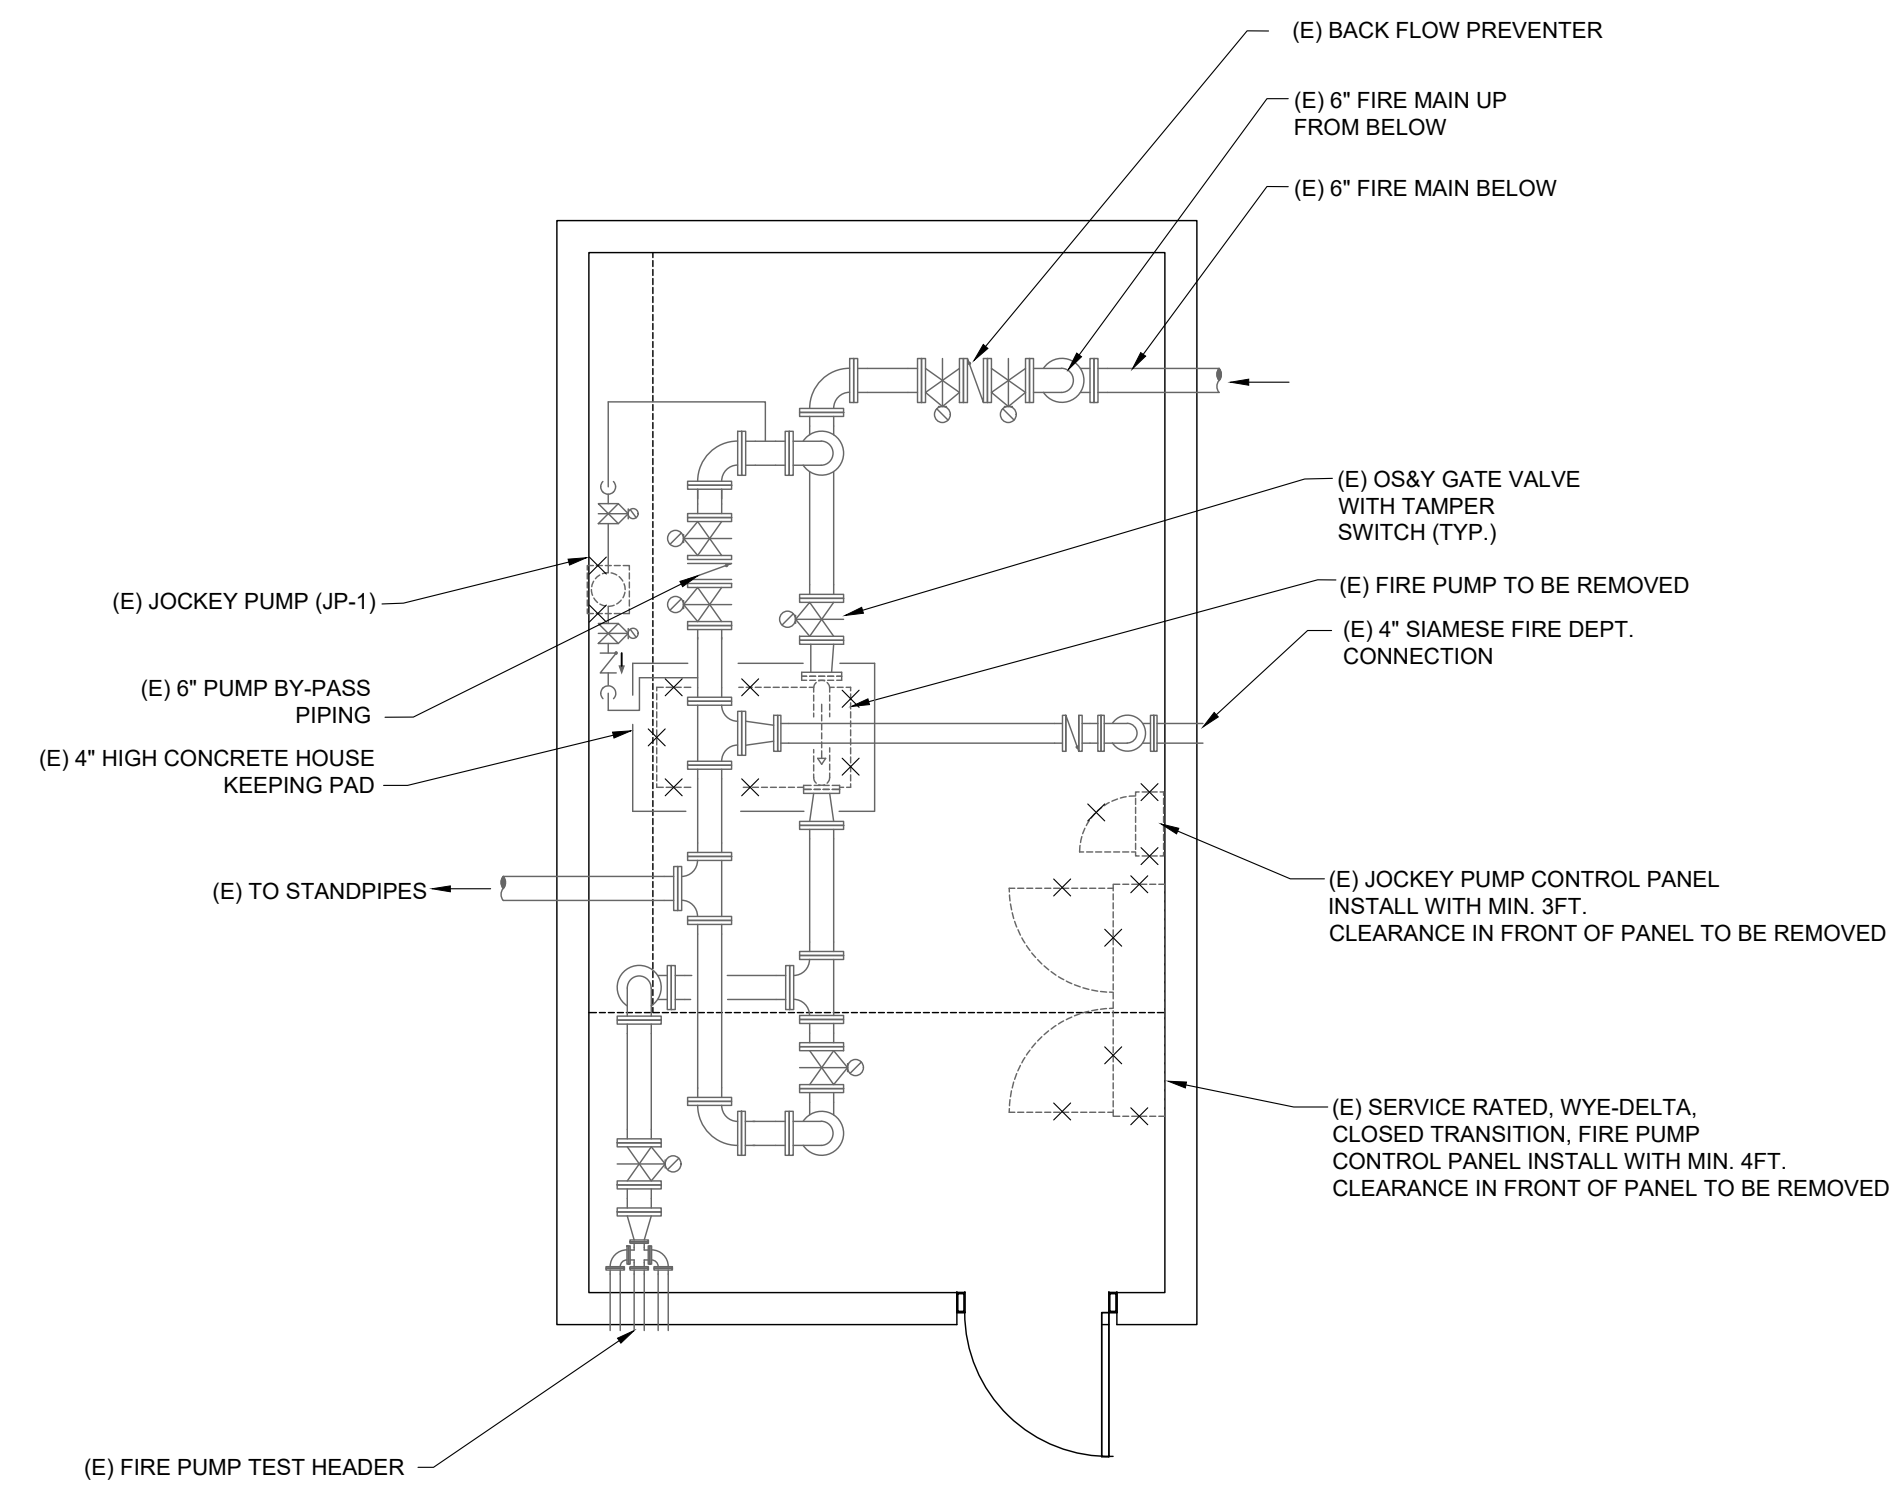 (E) BACK FLOW PREVENTER
(E) 6" FIRE MAIN UP
FROM BELOW
(E) 6" FIRE MAIN BELOW
(E) OS&Y GATE VALVE
WITH TAMPER
SWITCH (TYP.)
(E) FIRE PUMP TO BE REMOVED
(E) 4" SIAMESE FIRE DEPT.
CONNECTION
(E) JOCKEY PUMP (JP-1)
(E) 6" PUMP BY-PASS
PIPING
(E) 4" HIGH CONCRETE HOUSE
KEEPING PAD
(E) TO STANDPIPES
(E) JOCKEY PUMP CONTROL PANEL
INSTALL WITH MIN. 3FT.
CLEARANCE IN FRONT OF PANEL TO BE REMOVED
(E) SERVICE RATED, WYE-DELTA,
CLOSED TRANSITION, FIRE PUMP
CONTROL PANEL INSTALL WITH MIN. 4FT.
CLEARANCE IN FRONT OF PANEL TO BE REMOVED
(E) FIRE PUMP TEST HEADER